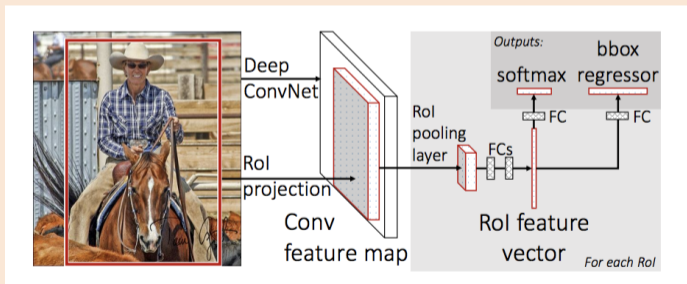 Deep
ConvNet
RoI
projection
Conv
feature map
RoI
pooling
layer
FCs
RoI feature
vector
For each RoI
Outputs:
softmax
bbox
regressor
FC
FC